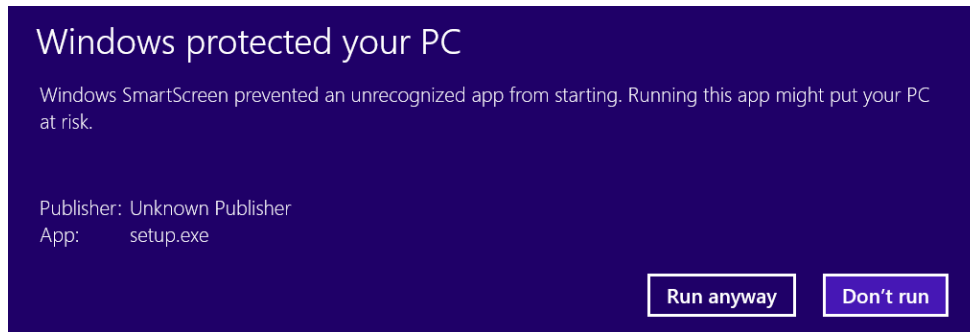 Windows protected your PC
Windows SmartScreen prevented an unrecognized app from starting. Running this app might put your PC
at risk.
Publisher: Unknown Publisher
App: setup.exe
Run anyway Don't run